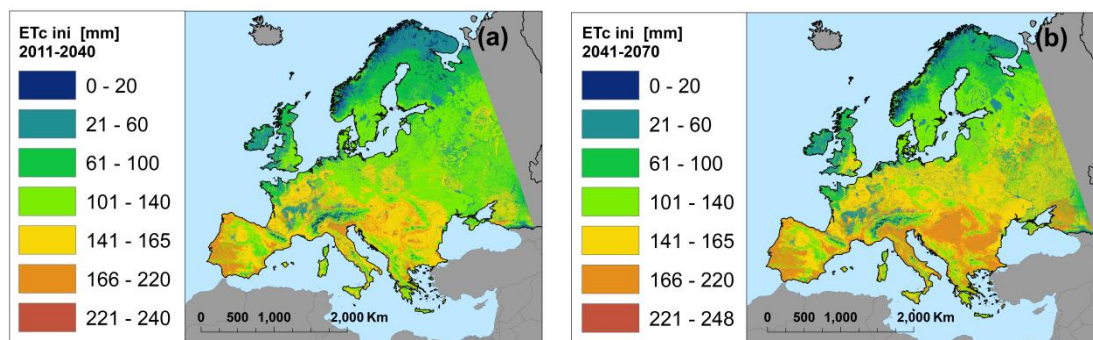 ETc ini [mm]
2011-2040
0 - 20
21 - 60
61 - 100
101 - 140
141 - 165
166 - 220
221 - 240
(a)
0 500 1,000 2,000 Km
ETc ini [mm]
2041-2070
0 - 20
21 - 60
61 - 100
101 - 140
141 - 165
166 - 220
221 - 248
(b)
0 500 1,000 2,000 Km